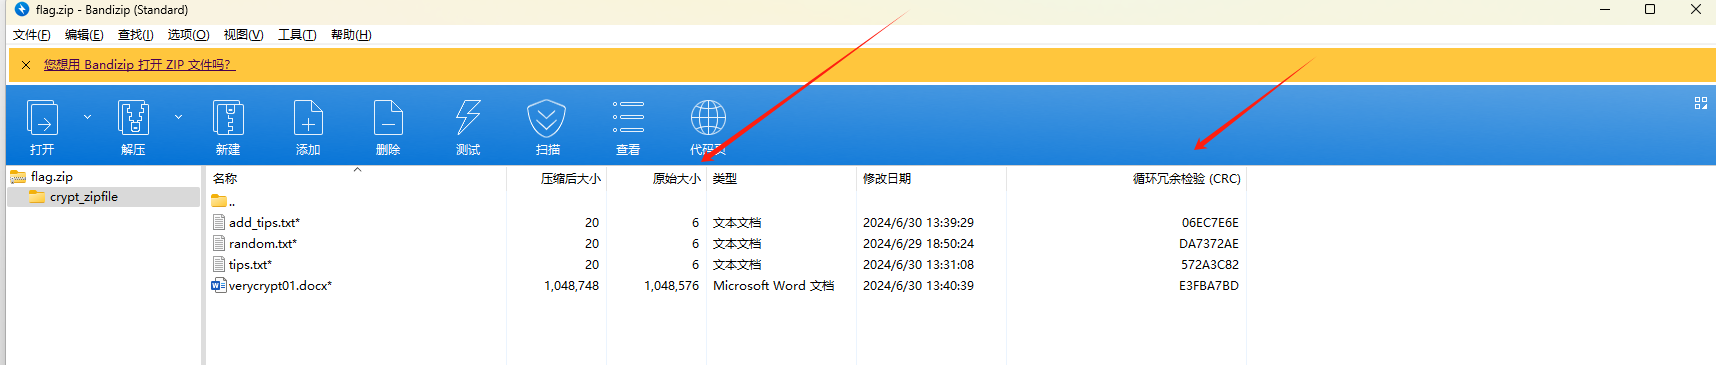 flag.zip - Bandizip (Standard)
文件(F) 编辑(E) 查找(I) 选项(O) 视图(V) 工具(T) 帮助(H)
您想用 Bandizip 打开 ZIP 文件吗?
打开 解压 新建 添加 删除 测试 扫描 查看 代码页
flag.zip
crypt_zipfile
名称 压缩后大小 原始大小 类型 修改日期 循环冗余检验 (CRC)
..
add_tips.txt* 20 6 文本文档 2024/6/30 13:39:29 06EC7E6E
random.txt* 20 6 文本文档 2024/6/29 18:50:24 DA7372AE
tips.txt* 20 6 文本文档 2024/6/30 13:31:08 572A3C82
verycrypt01.docx* 1,048,748 1,048,576 Microsoft Word 文档 2024/6/30 13:40:39 E3FBA7BD